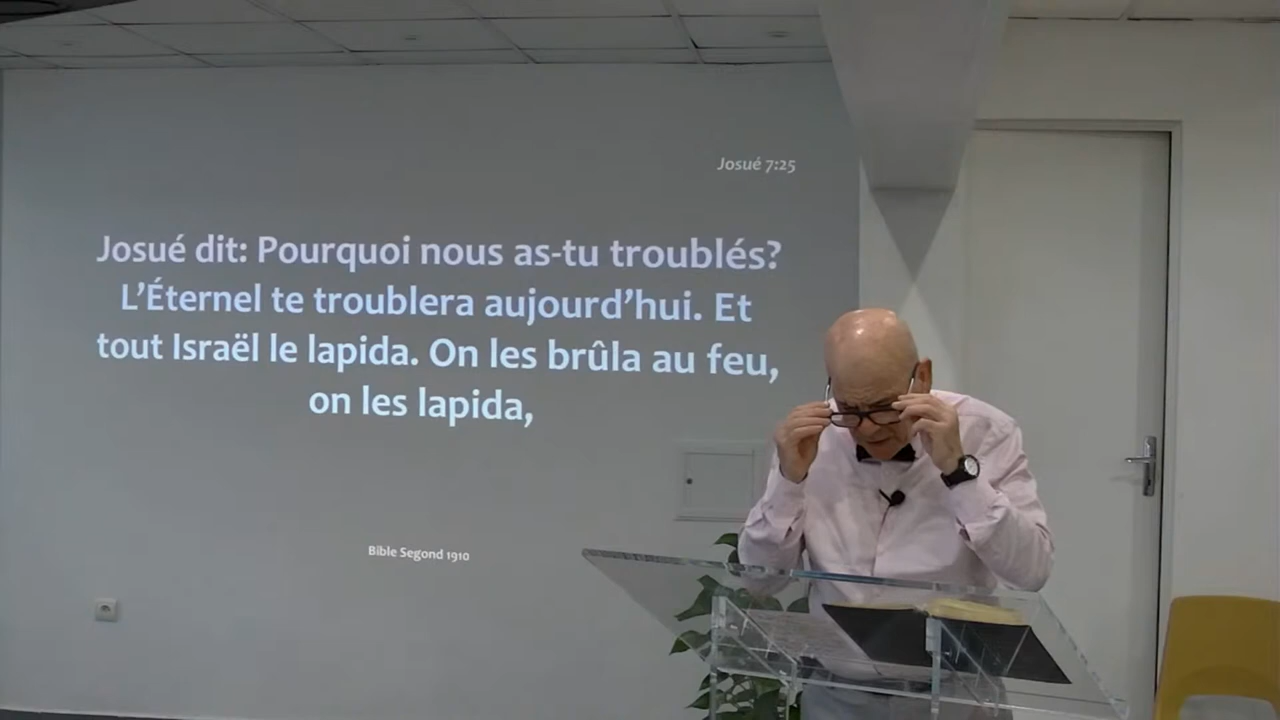 Josué 7:25
Josué dit: Pourquoi nous as-tu troublés?
L’Éternel te troublera aujourd’hui. Et
tout Israël le lapida. On les brûla au feu,
on les lapida,
Bible Segond 1910